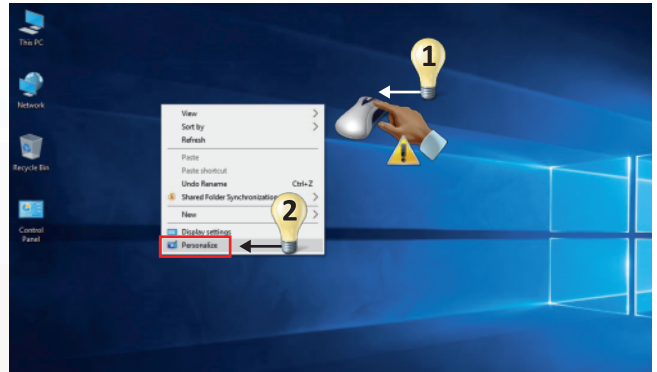 This PC
Network
Recycle Bin
Control
Panel
1
View
Sort by
Refresh
Paste
Paste shortcut
Undo Rename Ctrl+Z
Shared Folder Synchronization
New
2
Display settings
Personalize